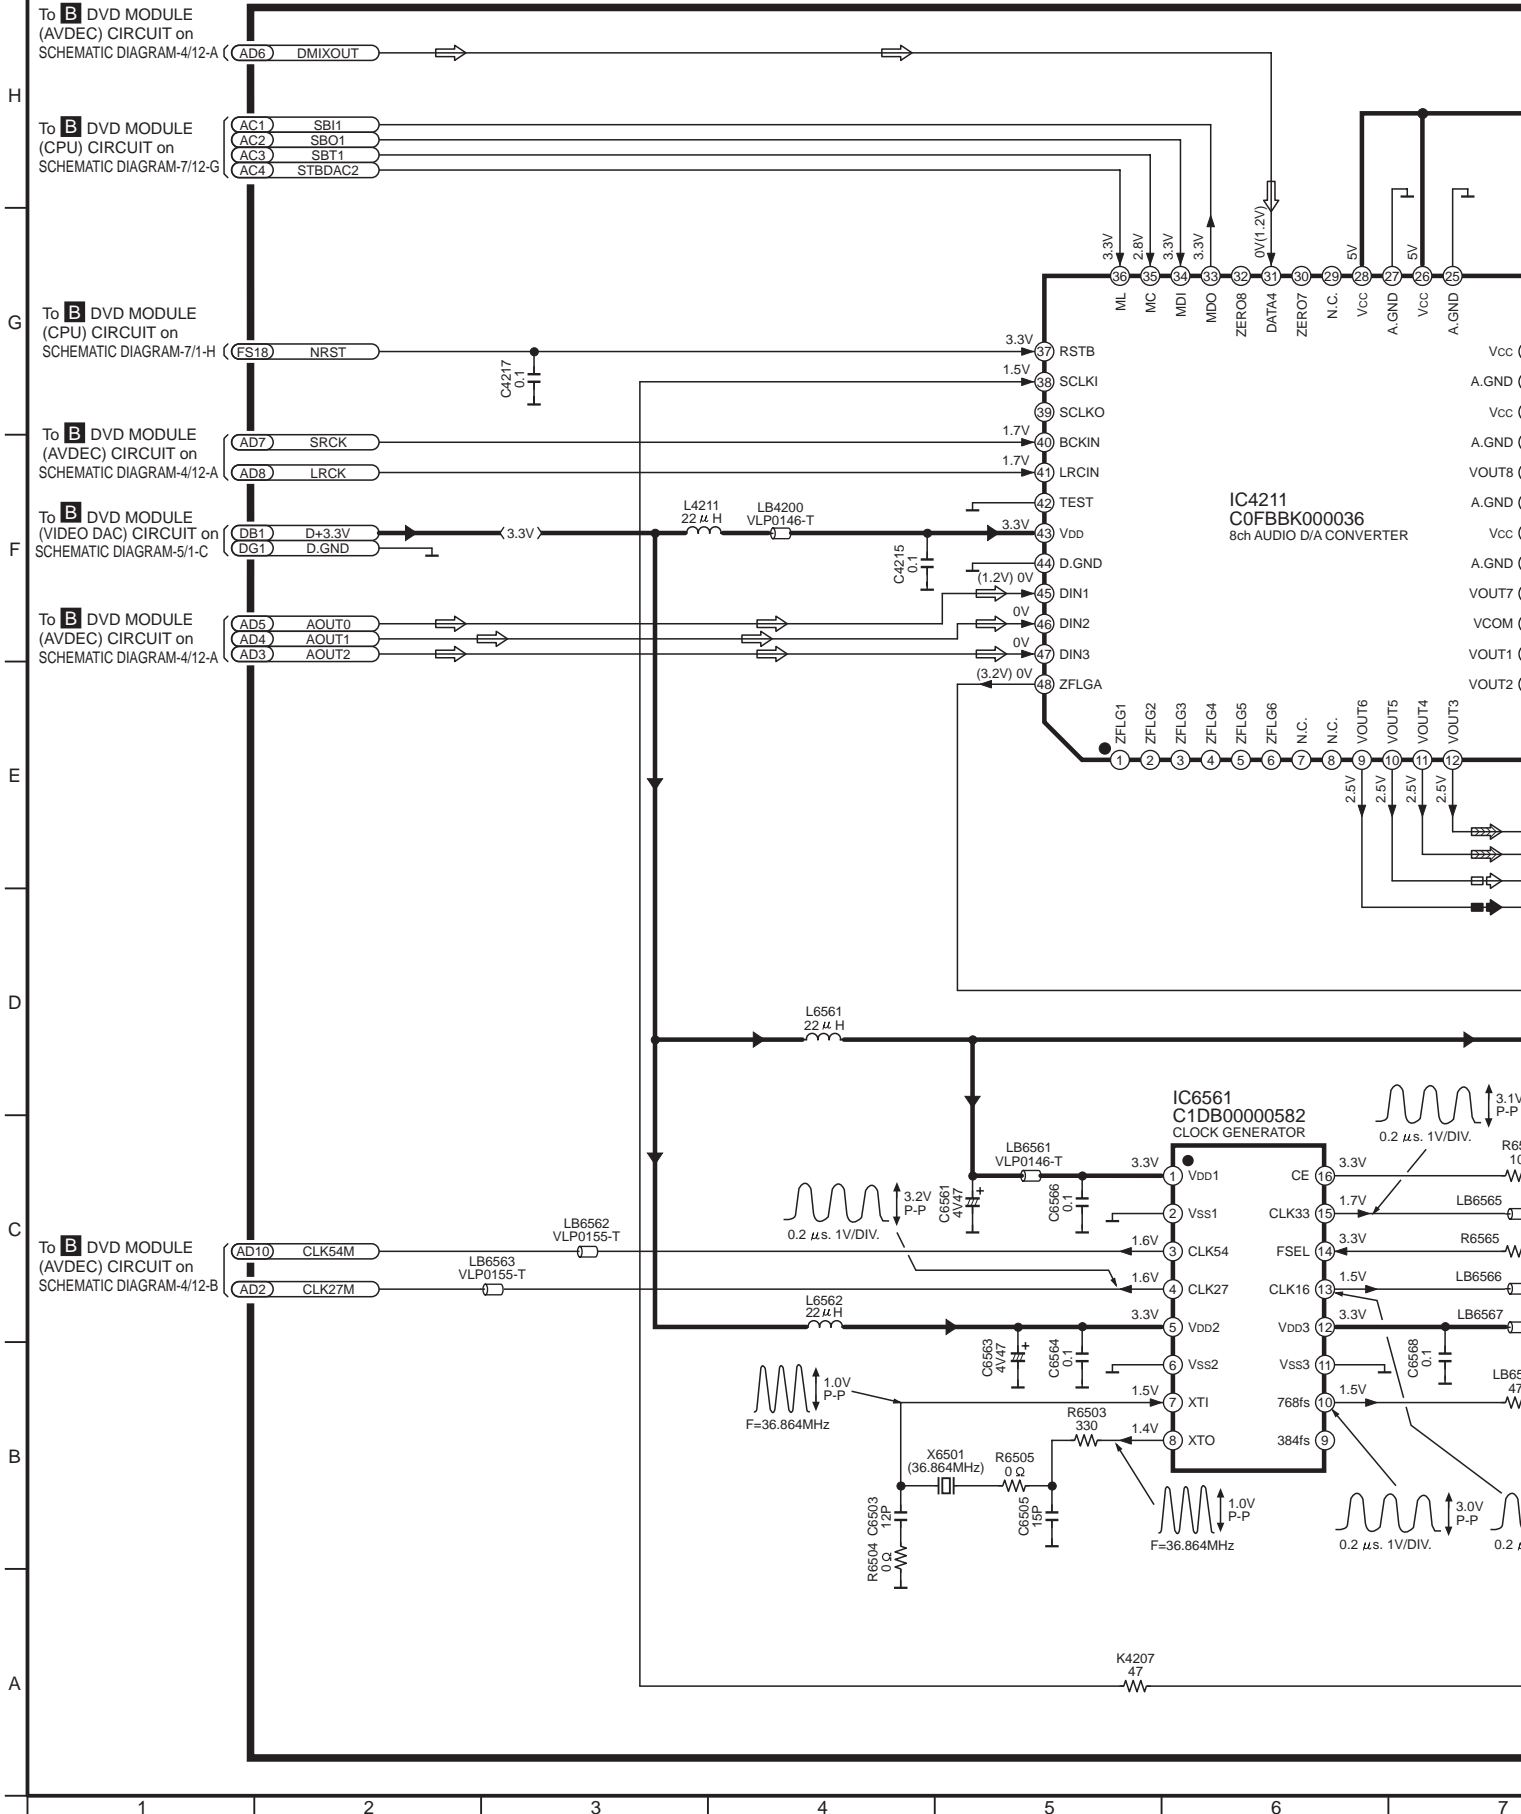 To B DVD MODULE
(AVDEC) CIRCUIT on
SCHEMATIC DIAGRAM-4/12-A
AD6 DMIXOUT
H
To B DVD MODULE
(CPU) CIRCUIT on
SCHEMATIC DIAGRAM-7/12-G
AC1 SBI1
AC2 SBO1
AC3 SBT1
AC4 STBDAC2
3.3V
2.8V
3.3V
3.3V
0V(1.2V)
5V
5V
36 35 34 33 32 31 30 29 28 27 26 25
ML
MC
MDI
MDO
ZERO8
DATA4
ZERO7
N.C.
VCC
A.GND
VCC
A.GND
G
To B DVD MODULE
(CPU) CIRCUIT on
SCHEMATIC DIAGRAM-7/1-H
FS18 NRST
C4217
0.1
3.3V 37 RSTB
1.5V 38 SCLKI
39 SCLKO
VCC
A.GND
VCC
To B DVD MODULE
(AVDEC) CIRCUIT on
SCHEMATIC DIAGRAM-4/12-A
AD7 SRCK
AD8 LRCK
1.7V 40 BCKIN
1.7V 41 LRCIN
42 TEST
A.GND
VOUT8
A.GND
IC4211
C0FBBK000036
8ch AUDIO D/A CONVERTER
F
To B DVD MODULE
(VIDEO DAC) CIRCUIT on
SCHEMATIC DIAGRAM-5/1-C
DB1 D+3.3V
DG1 D.GND
3.3V
L4211
22 μ H
LB4200
VLP0146-T
C4215
0.1
3.3V 43 VDD
44 D.GND
VCC
A.GND
To B DVD MODULE
(AVDEC) CIRCUIT on
SCHEMATIC DIAGRAM-4/12-A
AD5 AOUT0
AD4 AOUT1
AD3 AOUT2
(1.2V) 0V 45 DIN1
0V 46 DIN2
0V 47 DIN3
(3.2V) 0V 48 ZFLGA
VOUT7
VCOM
VOUT1
VOUT2
ZFLG1
ZFLG2
ZFLG3
ZFLG4
ZFLG5
ZFLG6
N.C.
N.C.
VOUT6
VOUT5
VOUT4
VOUT3
1 2 3 4 5 6 7 8 9 10 11 12
2.5V
2.5V
2.5V
2.5V
E
D
L6561
22 μ H
IC6561
C1DB00000582
CLOCK GENERATOR
3.1V
P-P
0.2 μs. 1V/DIV.
LB6561
VLP0146-T
C6561
4V47
+
C6566
0.1
3.3V 1 VDD1
2 VSS1
1.6V 3 CLK54
1.6V 4 CLK27
3.3V 5 VDD2
6 VSS2
1.5V 7 XTI
1.4V 8 XTO
CE 16 3.3V
CLK33 15 1.7V
FSEL 14 3.3V
CLK16 13 1.5V
VDD3 12 3.3V
VSS3 11
768fs 10 1.5V
384fs 9
LB6565
R6565
LB6566
LB6567
C6568
0.1
3.2V
P-P
0.2 μs. 1V/DIV.
C
To B DVD MODULE
(AVDEC) CIRCUIT on
SCHEMATIC DIAGRAM-4/12-B
AD10 CLK54M
AD2 CLK27M
LB6562
VLP0155-T
LB6563
VLP0155-T
L6562
22 μ H
C6563
4V47
+
C6564
0.1
1.0V
P-P
F=36.864MHz
R6503
330
B
X6501
(36.864MHz)
R6505
0 Ω
C6503
12P
R6504
0 Ω
C6505
15P
1.0V
P-P
F=36.864MHz
3.0V
P-P
0.2 μs. 1V/DIV.
A
K4207
47
1 2 3 4 5 6 7